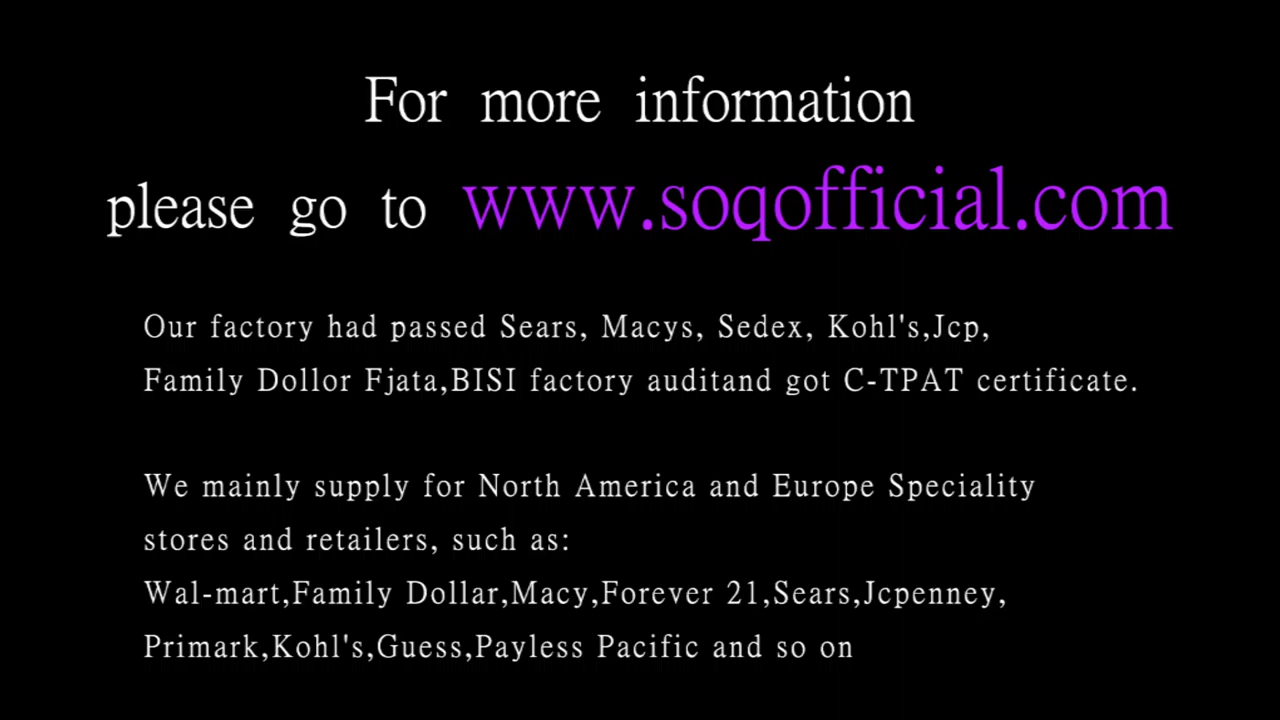 For more information
please go to www.soqofficial.com
Our factory had passed Sears, Macys, Sedex, Kohl's,Jcp,
Family Dollor Fjata,BISI factory auditand got C-TPAT certificate.
We mainly supply for North America and Europe Speciality
stores and retailers, such as:
Wal-mart,Family Dollar,Macy,Forever 21,Sears,Jcpenney,
Primark,Kohl's,Guess,Payless Pacific and so on